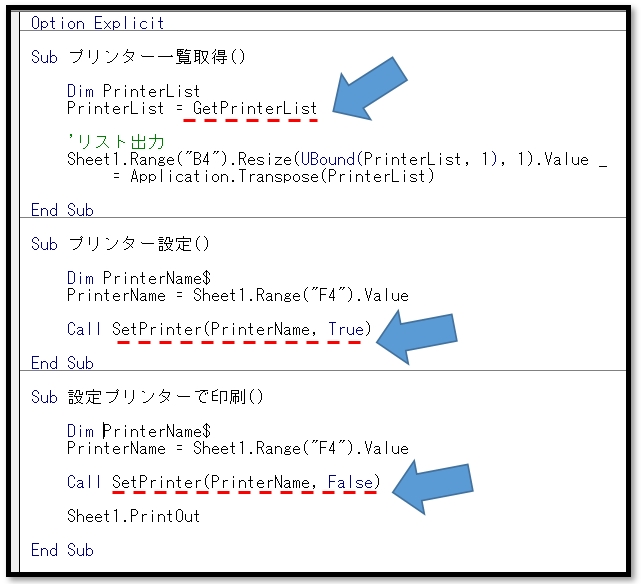 Option Explicit
Sub プリンター一覧取得()
Dim PrinterList
PrinterList = GetPrinterList
'リスト出力
Sheet1.Range("B4").Resize(UBound(PrinterList, 1), 1).Value _
= Application.Transpose(PrinterList)
End Sub
Sub プリンター設定()
Dim PrinterName$
PrinterName = Sheet1.Range("F4").Value
Call SetPrinter(PrinterName, True)
End Sub
Sub 設定プリンターで印刷()
Dim PrinterName$
PrinterName = Sheet1.Range("F4").Value
Call SetPrinter(PrinterName, False)
Sheet1.PrintOut
End Sub